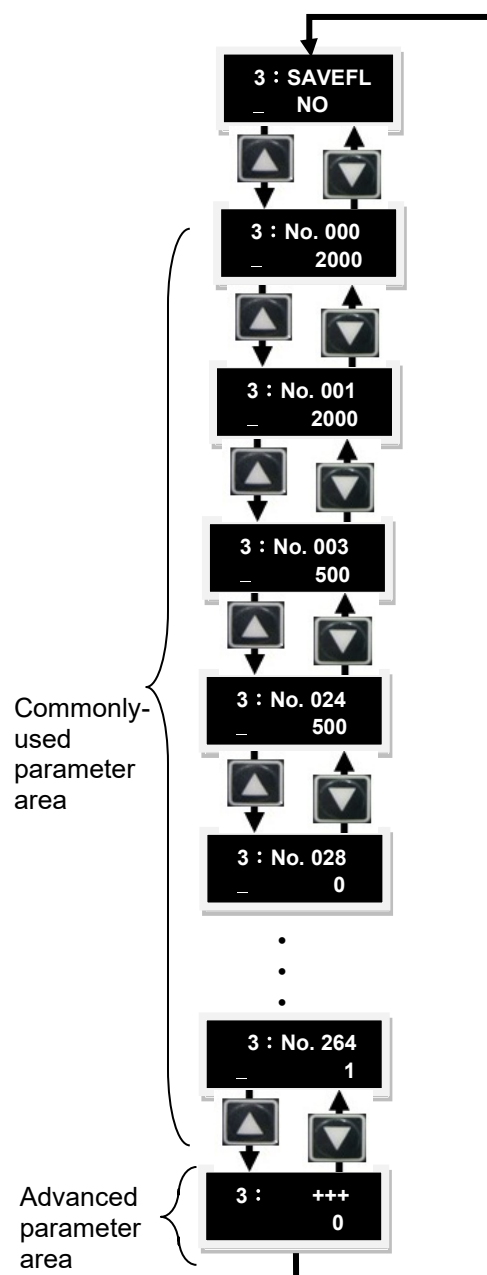 3：SAVEFL
_ NO
3：No. 000
_ 2000
3：No. 001
_ 2000
3：No. 003
_ 500
3：No. 024
_ 500
Commonly-
used
parameter
area
3：No. 028
_ 0
3：No. 264
_ 1
Advanced
parameter
area
3： +++
0